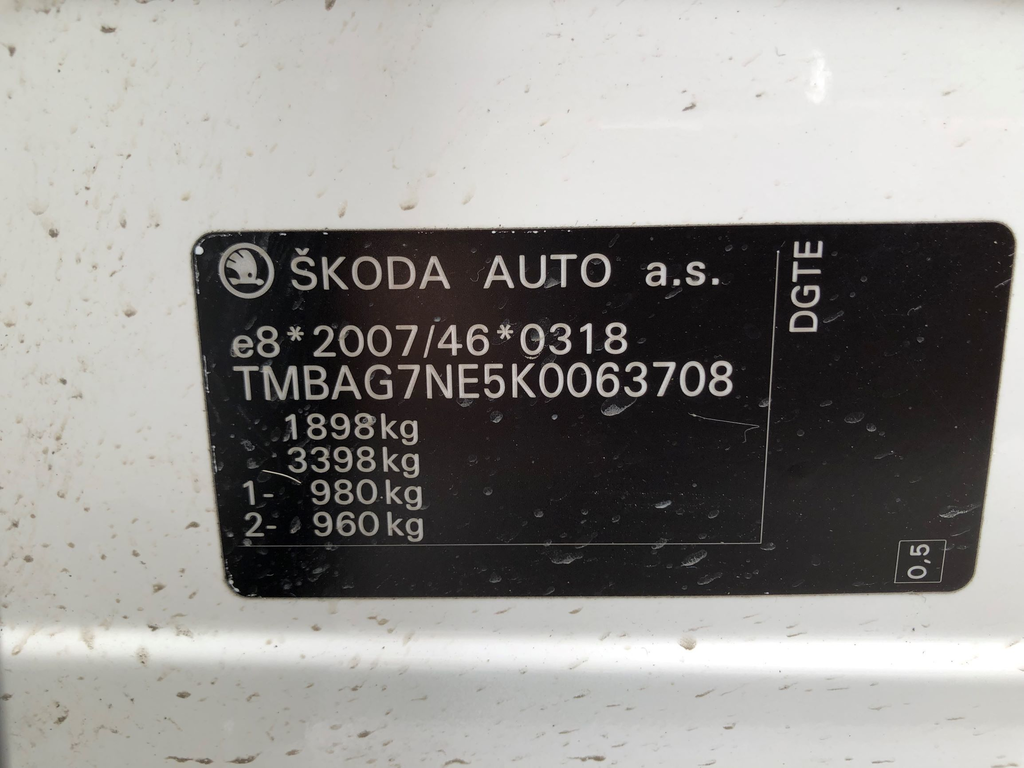 ŠKODA AUTO a.s.
e8*2007/46*0318
TMBAG7NE5K0063708
1898kg
3398kg
1- 980kg
2- 960kg
DGTE
0,5